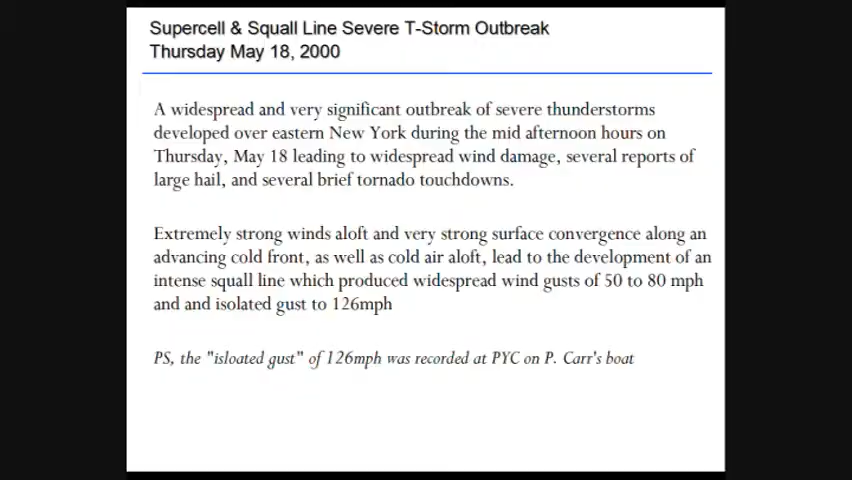 Supercell & Squall Line Severe T-Storm Outbreak
Thursday May 18, 2000
A widespread and very significant outbreak of severe thunderstorms
developed over eastern New York during the mid afternoon hours on
Thursday, May 18 leading to widespread wind damage, several reports of
large hail, and several brief tornado touchdowns.
Extremely strong winds aloft and very strong surface convergence along an
advancing cold front, as well as cold air aloft, lead to the development of an
intense squall line which produced widespread wind gusts of 50 to 80 mph
and and isolated gust to 126mph
PS, the "isloated gust" of 126mph was recorded at PYC on P. Carr's boat